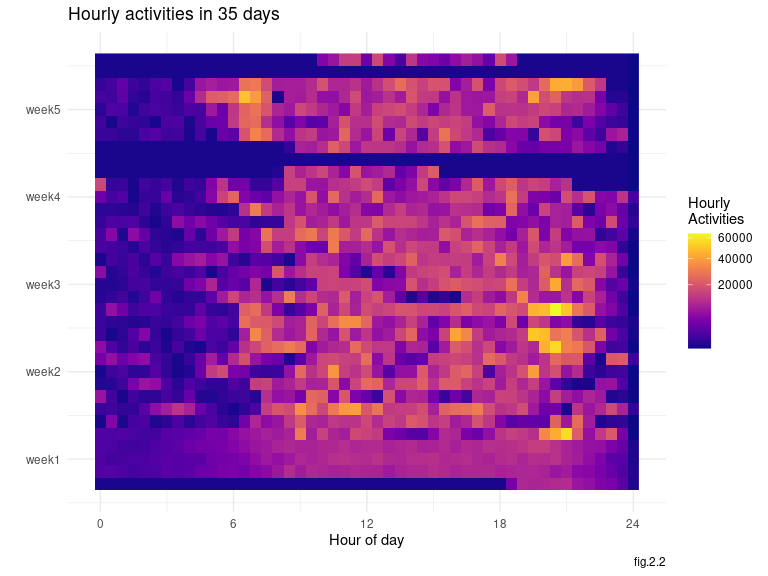 Hourly activities in 35 days
week5
week4
week3
week2
week1
0 6 12 18 24
Hour of day
Hourly
Activities
60000
40000
20000
fig.2.2